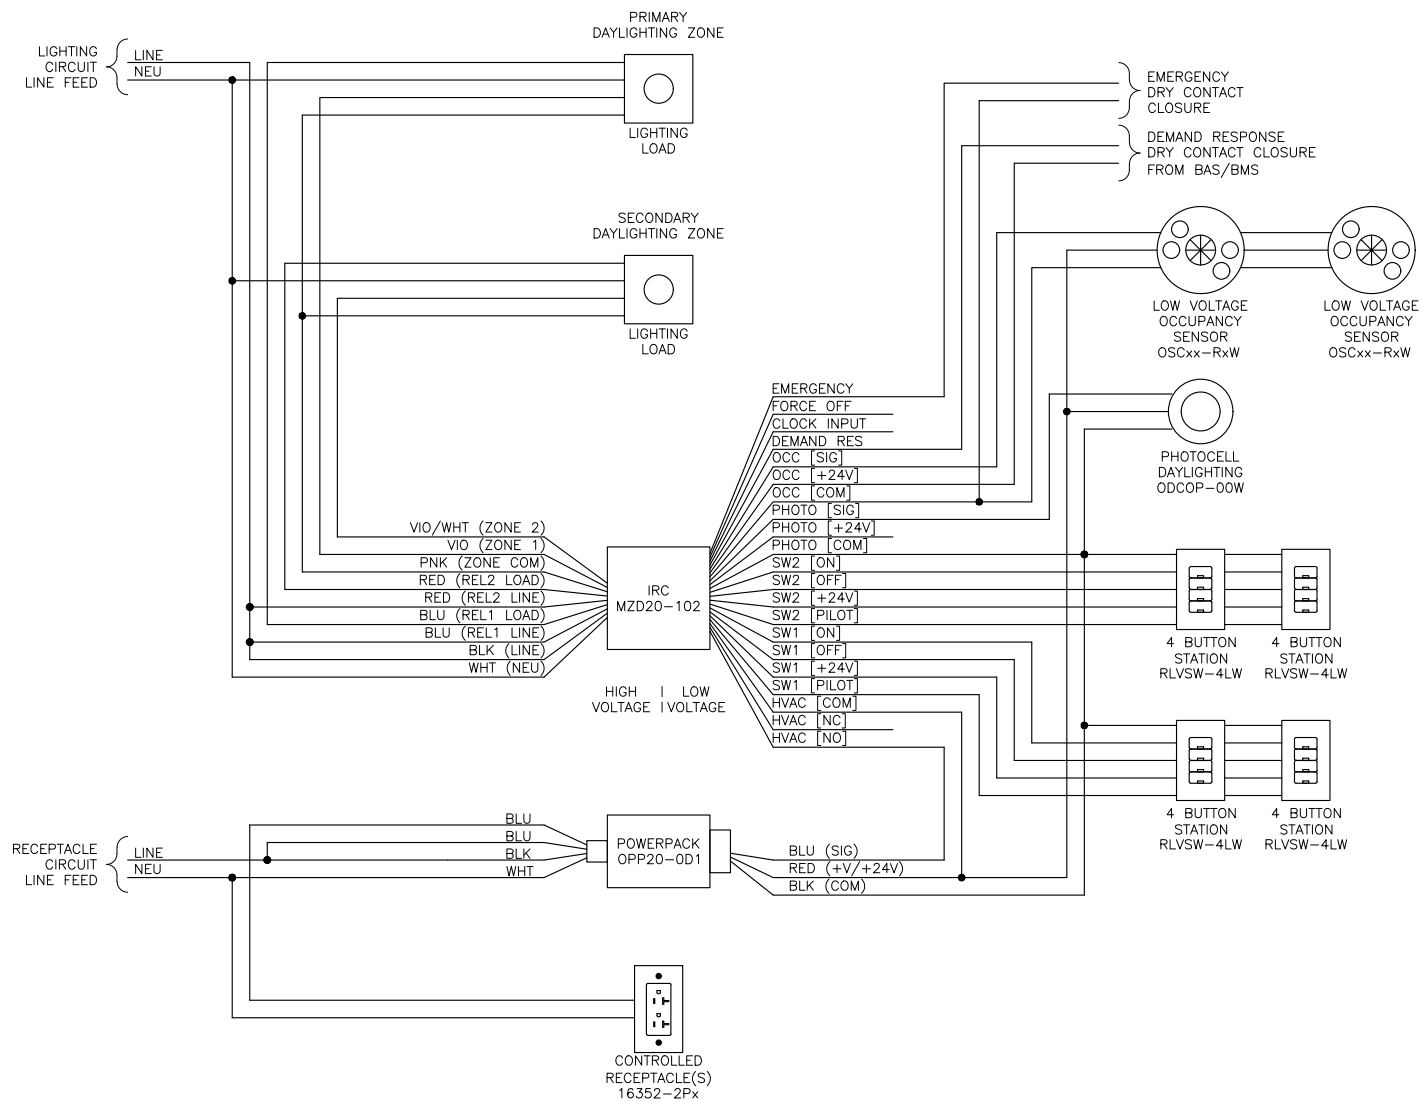 PRIMARY
DAYLIGHTING ZONE
LIGHTING
CIRCUIT
LINE FEED
LINE
NEU
LIGHTING
LOAD
EMERGENCY
DRY CONTACT
CLOSURE
DEMAND RESPONSE
DRY CONTACT CLOSURE
FROM BAS/BMS
SECONDARY
DAYLIGHTING ZONE
LIGHTING
LOAD
LOW VOLTAGE
OCCUPANCY
SENSOR
OSCxx-RxW
LOW VOLTAGE
OCCUPANCY
SENSOR
OSCxx-RxW
PHOTOCELL
DAYLIGHTING
ODCOP-00W
EMERGENCY
FORCE OFF
CLOCK INPUT
DEMAND RES
OCC [SIG]
OCC [+24V]
OCC [COM]
PHOTO [SIG]
PHOTO [+24V]
PHOTO [COM]
SW2 [ON]
SW2 [OFF]
SW2 [+24V]
SW2 [PILOT]
SW1 [ON]
SW1 [OFF]
SW1 [+24V]
SW1 [PILOT]
HVAC [COM]
HVAC [NC]
HVAC [NO]
VIO/WHT (ZONE 2)
VIO (ZONE 1)
PNK (ZONE COM)
RED (REL2 LOAD)
RED (REL2 LINE)
BLU (REL1 LOAD)
BLU (REL1 LINE)
BLK (LINE)
WHT (NEU)
IRC
MZD20-102
HIGH | LOW
VOLTAGE | VOLTAGE
4 BUTTON
STATION
RLVSW-4LW
4 BUTTON
STATION
RLVSW-4LW
4 BUTTON
STATION
RLVSW-4LW
4 BUTTON
STATION
RLVSW-4LW
RECEPTACLE
CIRCUIT
LINE FEED
LINE
NEU
BLU
BLU
BLK
WHT
POWERPACK
OPP20-0D1
BLU (SIG)
RED (+V/+24V)
BLK (COM)
CONTROLLED
RECEPTACLE(S)
16352-2Px